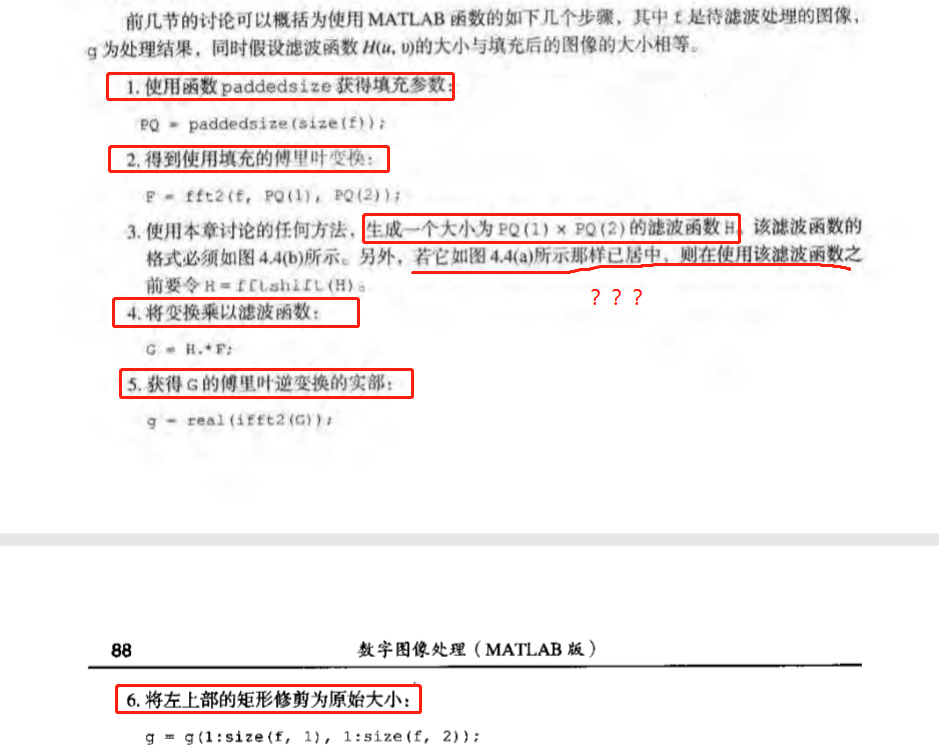 前几节的讨论可以概括为使用 MATLAB 函数的如下几个步骤，其中 f 是待滤波处理的图像，
g 为处理结果，同时假设滤波函数 H(u, υ)的大小与填充后的图像的大小相等。
1. 使用函数 paddedsize 获得填充参数：
PQ = paddedsize(size(f));
2. 得到使用填充的傅里叶变换：
F = fft2(f, PQ(1), PQ(2));
3. 使用本章讨论的任何方法，生成一个大小为 PQ(1) × PQ(2) 的滤波函数 H。该滤波函数的
格式必须如图 4.4(b)所示。另外，若它如图 4.4(a)所示那样已居中，则在使用该滤波函数之
前要令 H = fftshift(H)。
？？？
4. 将变换乘以滤波函数：
G = H.*F;
5. 获得 G 的傅里叶逆变换的实部：
g = real(ifft2(G));
88 数字图像处理（MATLAB 版）
6. 将左上部的矩形修剪为原始大小：
g = g(1:size(f, 1), 1:size(f, 2));